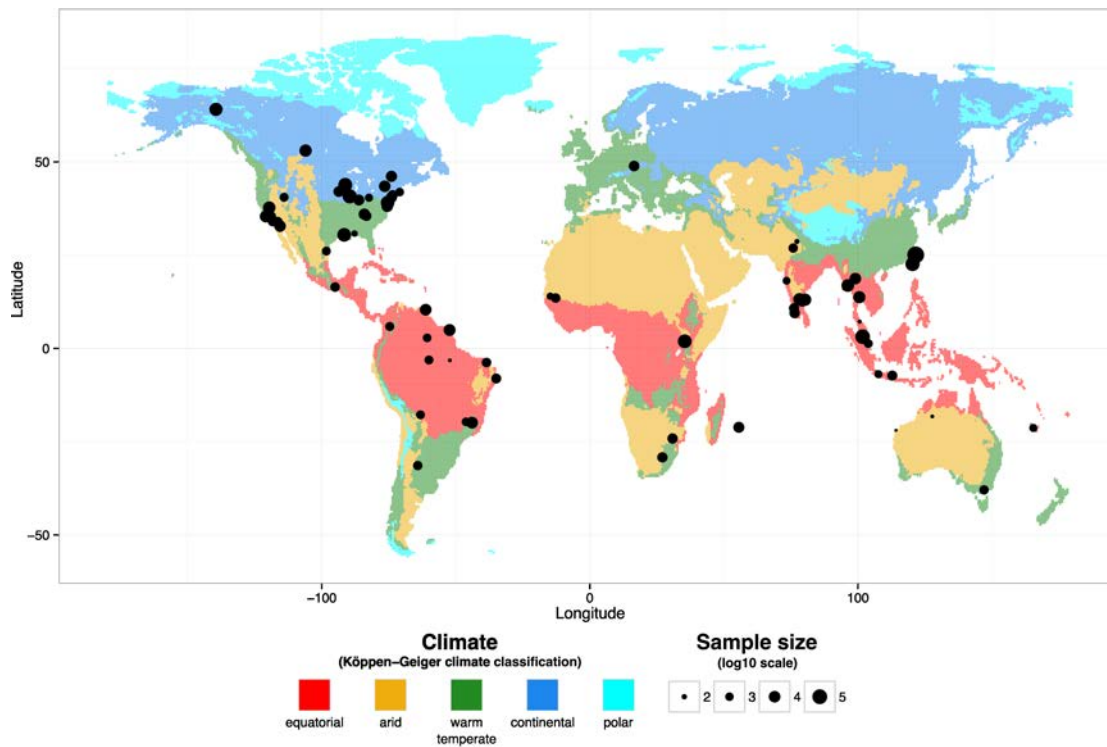 50
0
−50
Latitude
−100
0
100
Longitude
Climate
(Köppen−Geiger climate classification)
equatorial
arid
warm
temperate
continental
polar
Sample size
(log10 scale)
2
3
4
5